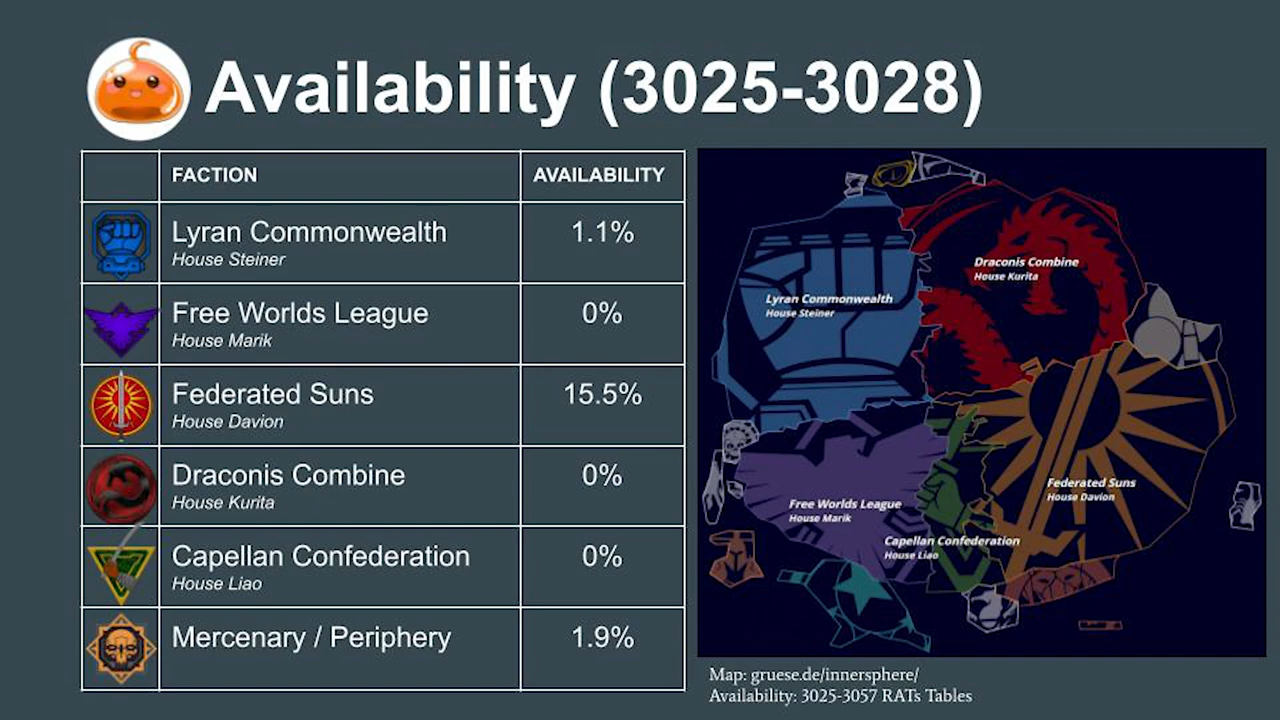 Availability (3025-3028)
FACTION AVAILABILITY
Lyran Commonwealth 1.1%
House Steiner
Free Worlds League 0%
House Marik
Federated Suns 15.5%
House Davion
Draconis Combine 0%
House Kurita
Capellan Confederation 0%
House Liao
Mercenary / Periphery 1.9%
Draconis Combine
House Kurita
Lyran Commonwealth
House Steiner
Federated Suns
House Davion
Free Worlds League
House Marik
Capellan Confederation
House Liao
Map: gruese.de/innersphere/
Availability: 3025-3057 RATs Tables